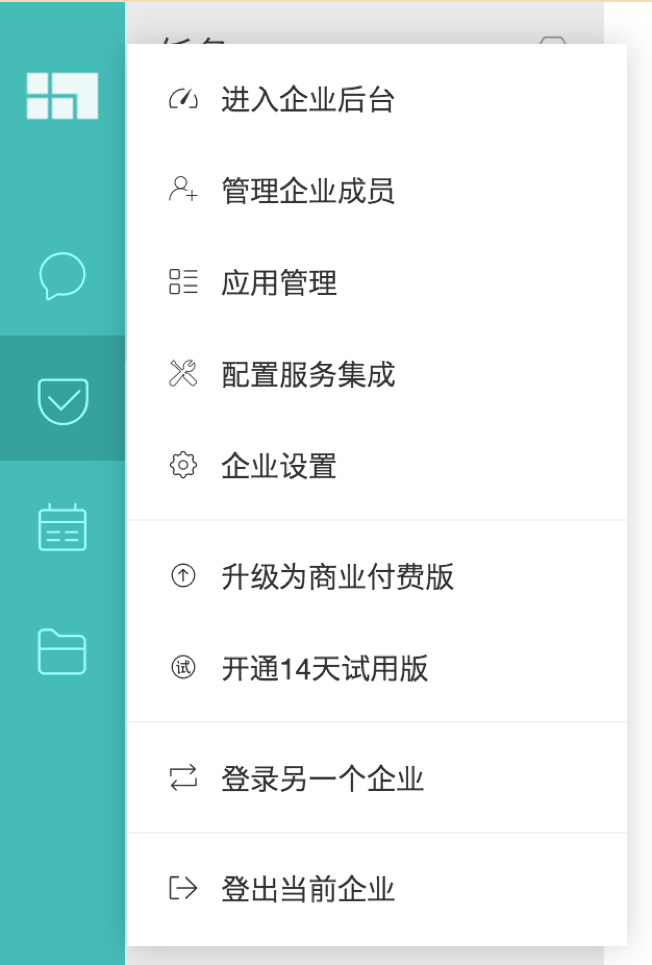 进入企业后台
管理企业成员
应用管理
配置服务集成
企业设置
升级为商业付费版
试 开通14天试用版
登录另一个企业
登出当前企业